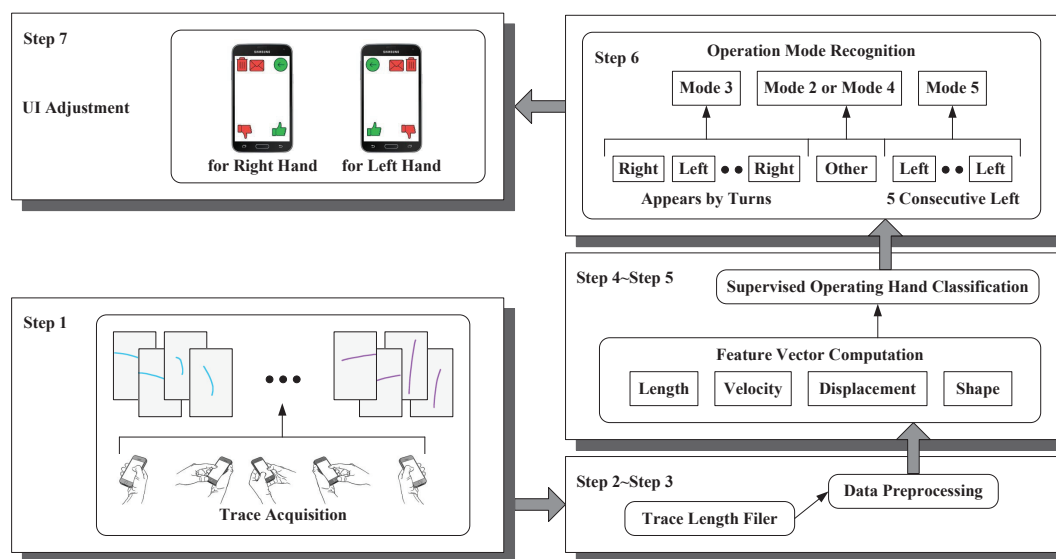 Step 7
UI Adjustment
SAMSUNG
SAMSUNG
for Right Hand
for Left Hand
Step 1
Trace Acquisition
Step 2~Step 3
Trace Length Filer
Data Preprocessing
Step 4~Step 5
Supervised Operating Hand Classification
Feature Vector Computation
Length
Velocity
Displacement
Shape
Step 6
Operation Mode Recognition
Mode 3
Mode 2 or Mode 4
Mode 5
Right
Left
Right
Other
Left
Left
Appears by Turns
5 Consecutive Left